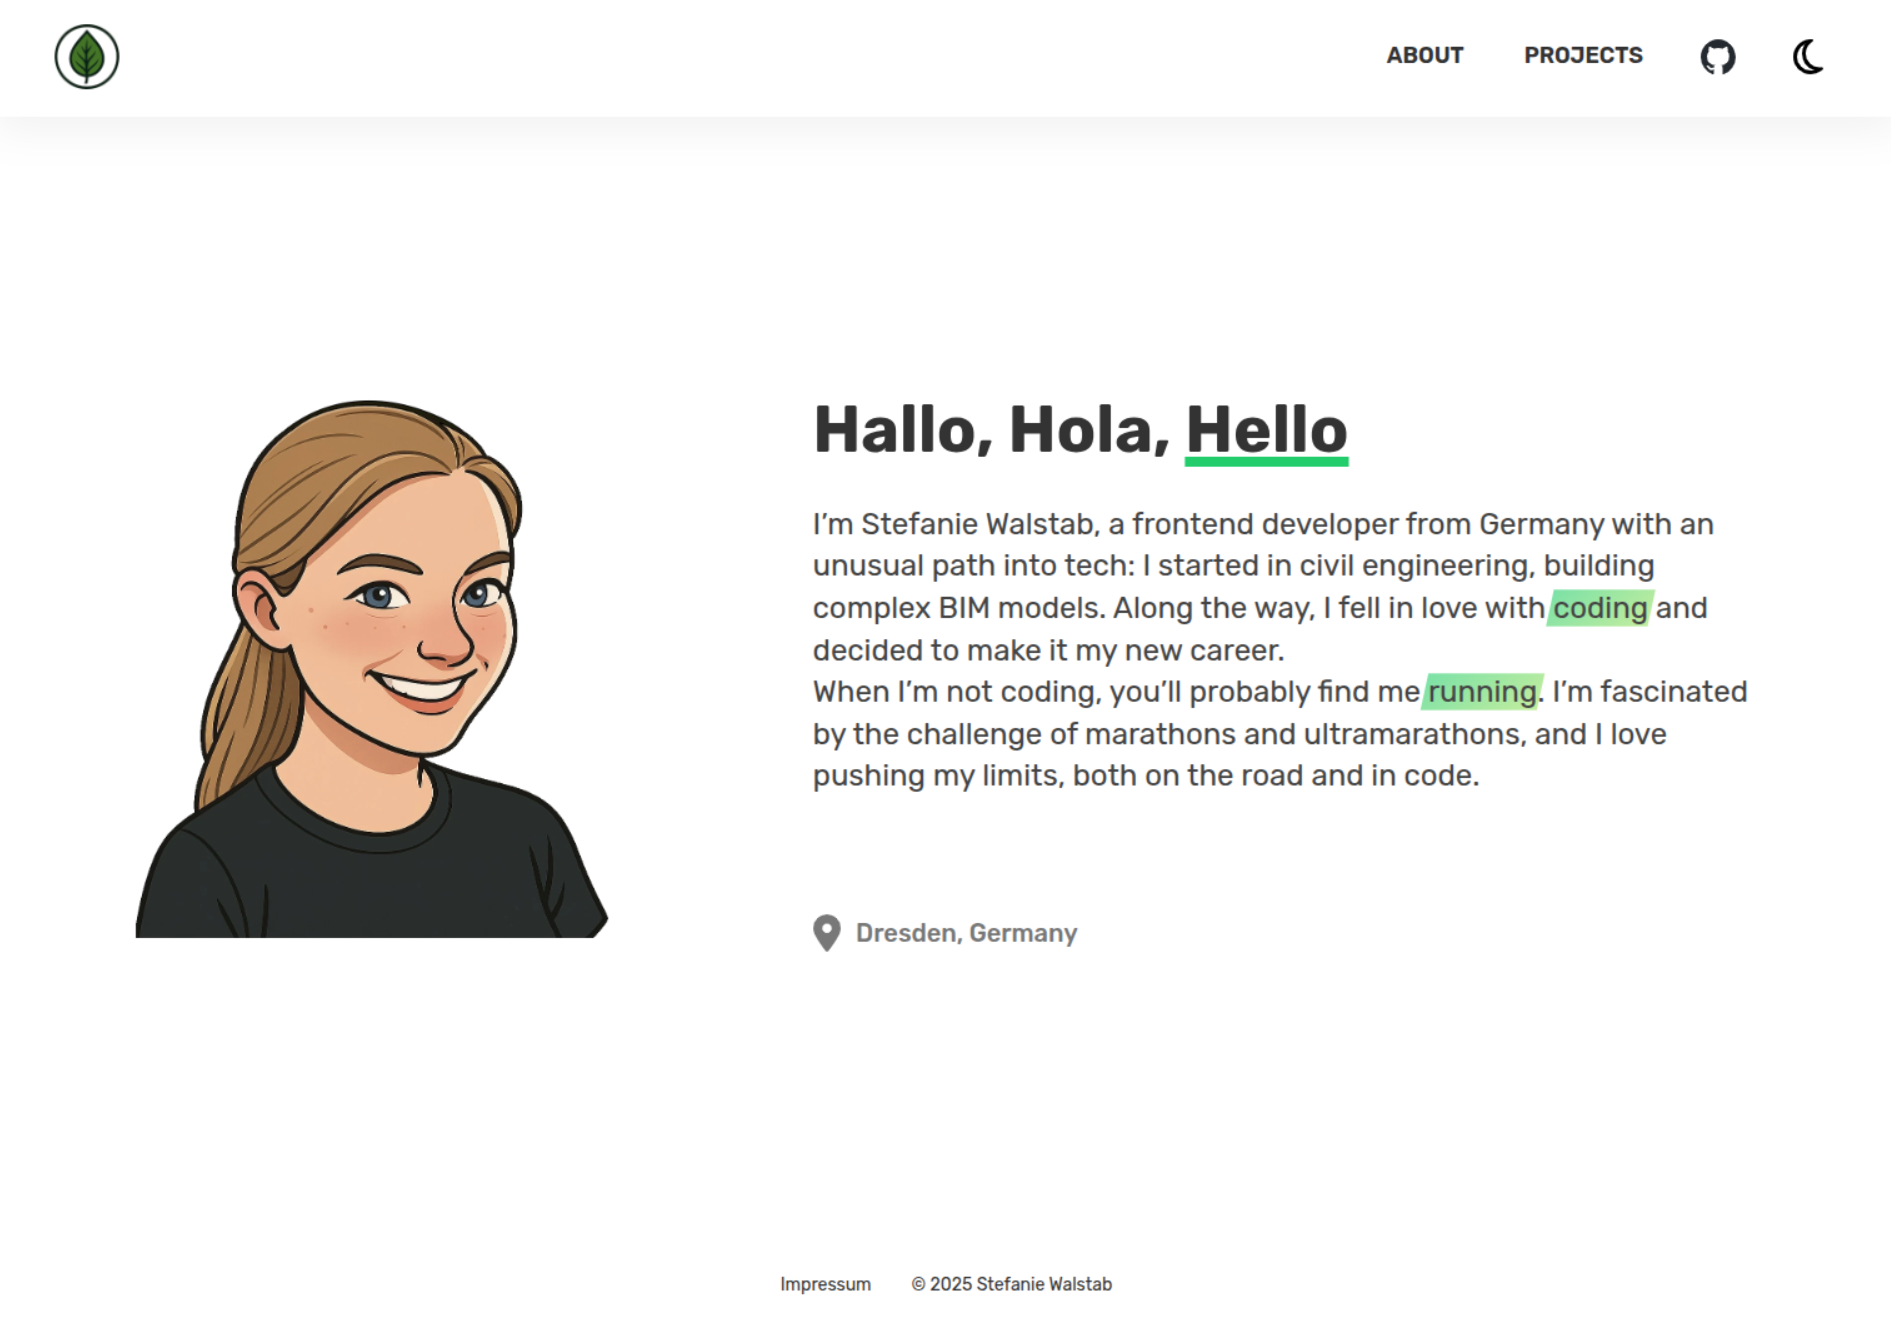 ABOUT PROJECTS
Hallo, Hola, Hello
I’m Stefanie Walstab, a frontend developer from Germany with an
unusual path into tech: I started in civil engineering, building
complex BIM models. Along the way, I fell in love with coding and
decided to make it my new career.
When I’m not coding, you’ll probably find me running. I’m fascinated
by the challenge of marathons and ultramarathons, and I love
pushing my limits, both on the road and in code.
Dresden, Germany
Impressum © 2025 Stefanie Walstab